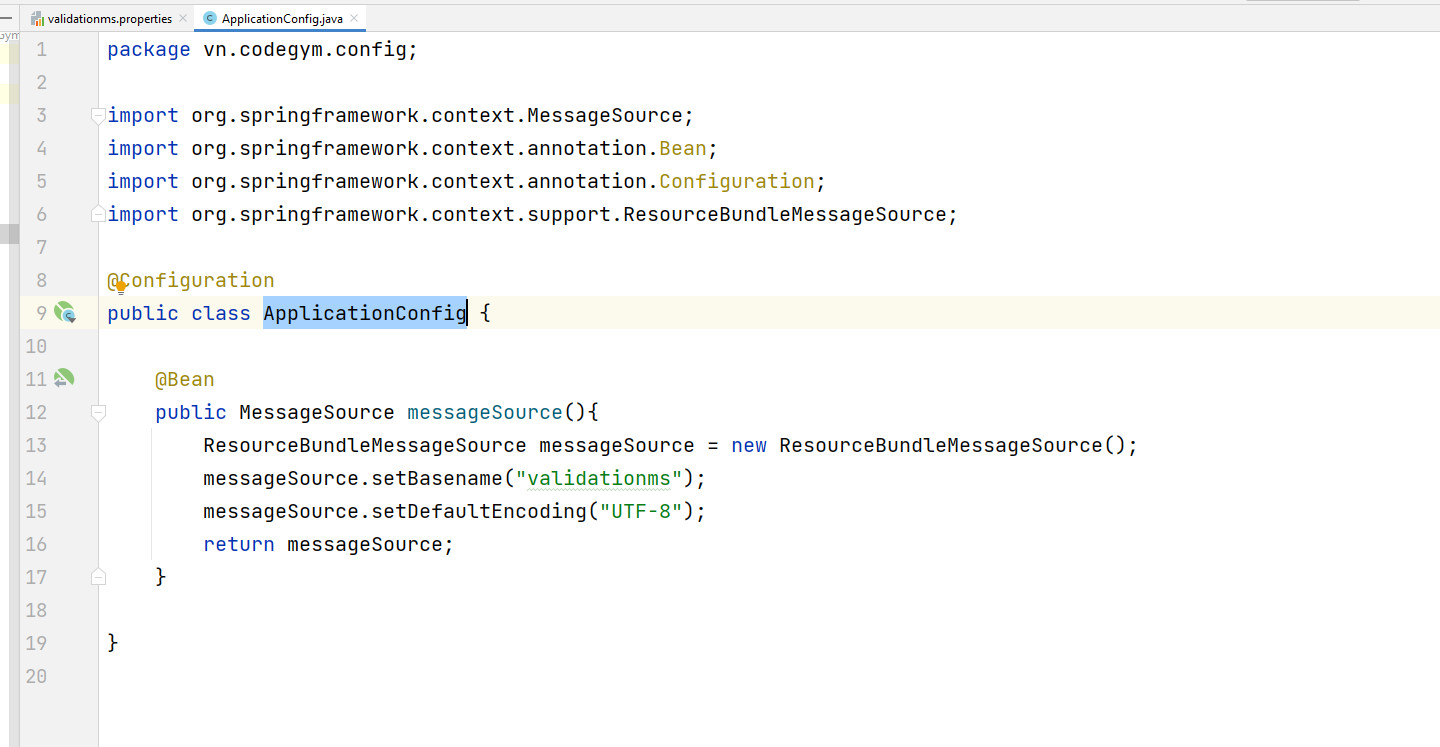 Gym
validationms.properties ApplicationConfig.java
1 package vn.codegym.config;
2
3 import org.springframework.context.MessageSource;
4 import org.springframework.context.annotation.Bean;
5 import org.springframework.context.annotation.Configuration;
6 import org.springframework.context.support.ResourceBundleMessageSource;
7
8 @Configuration
9 public class ApplicationConfig {
10
11 @Bean
12 public MessageSource messageSource(){
13 ResourceBundleMessageSource messageSource = new ResourceBundleMessageSource();
14 messageSource.setBasename("validationms");
15 messageSource.setDefaultEncoding("UTF-8");
16 return messageSource;
17 }
18
19 }
20